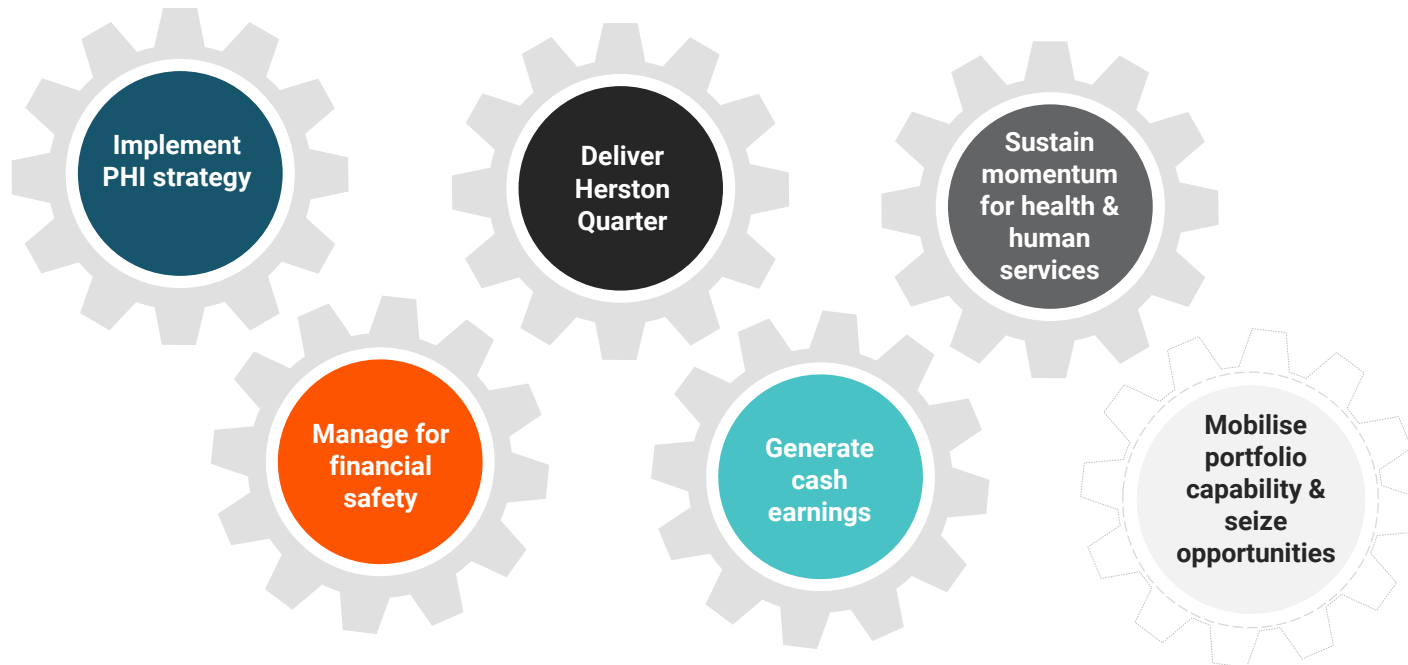 Implement
PHI strategy
Deliver
Herston
Quarter
Sustain
momentum
for health &
human
services
Manage for
financial
safety
Generate
cash
earnings
Mobilise
portfolio
capability &
seize
opportunities